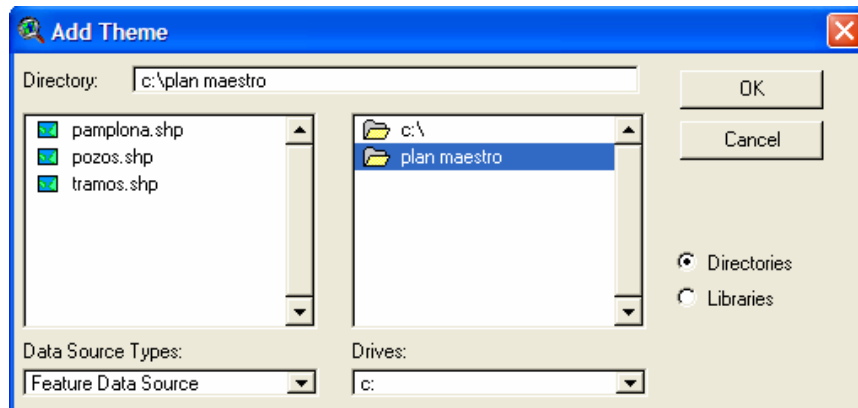 Add Theme
Directory: c:\plan maestro
OK
Cancel
pamplona.shp
pozos.shp
tramos.shp
c:\
plan maestro
Directories
Libraries
Data Source Types:
Feature Data Source
Drives:
c: